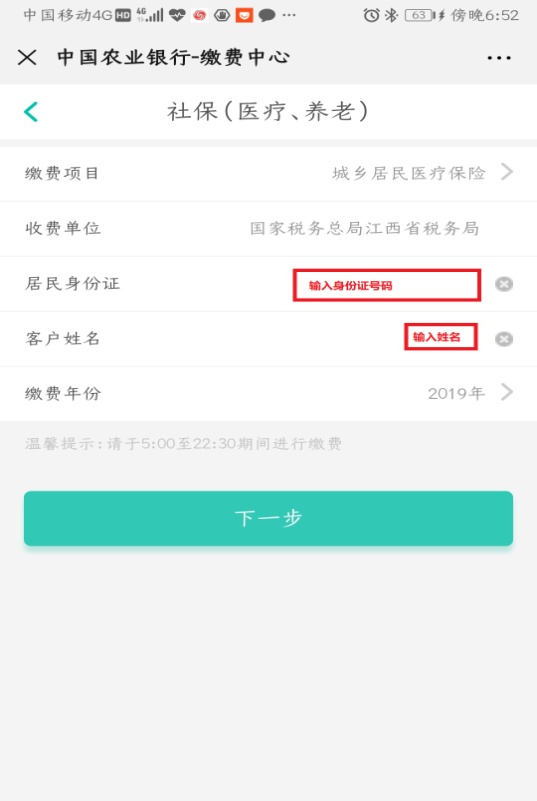 中国移动4G HD 4G 63 傍晚6:52
中国农业银行-缴费中心
社保(医疗、养老)
缴费项目 城乡居民医疗保险
收费单位 国家税务总局江西省税务局
居民身份证 输入身份证号码
客户姓名 输入姓名
缴费年份 2019年
温馨提示:请于5:00至22:30期间进行缴费
下一步